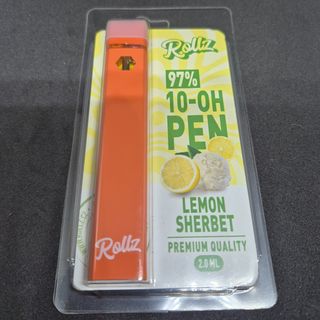 Rollz
97%
10-OH
PEN
LEMON
SHERBET
PREMIUM QUALITY
2.0 ML
Rollz